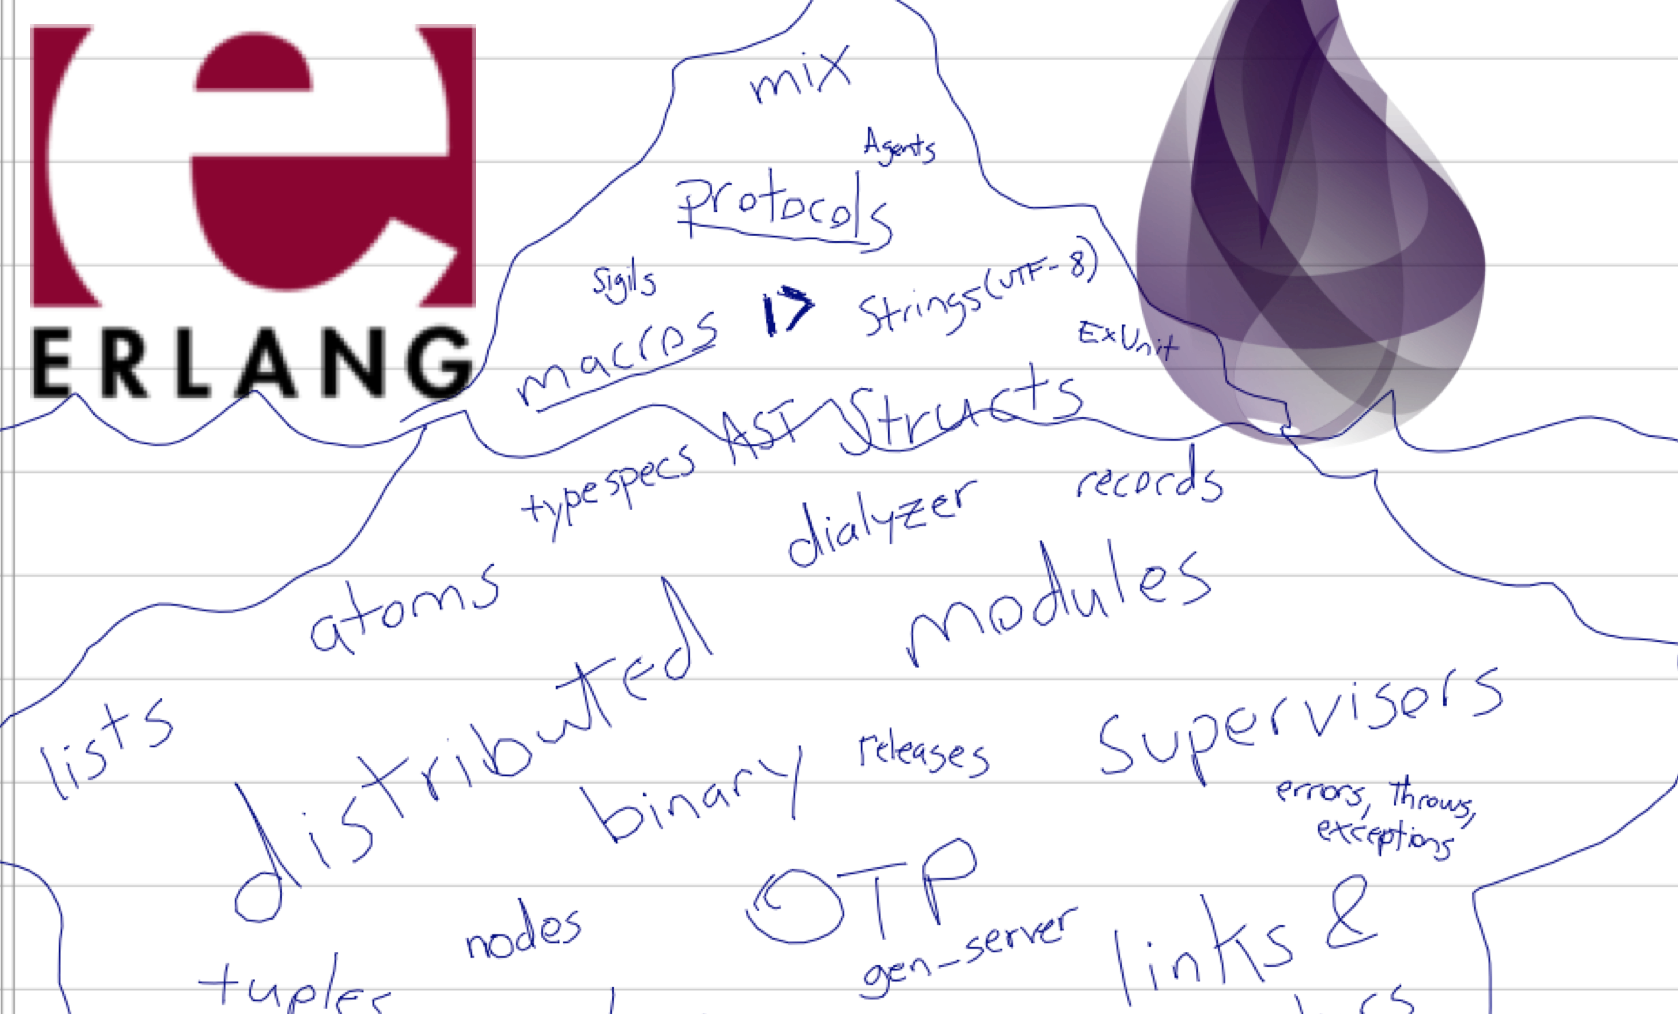 mix
Agents
protocols
Sigils
macros |> Strings (UTF-8)
ExUnit
ERLANG
typespecs AST Structs
dialyzer records
atoms
modules
distributed
lists
binary releases Supervisors
errors, throws,
exceptions
OTP
nodes
gen_server
links &
tuples